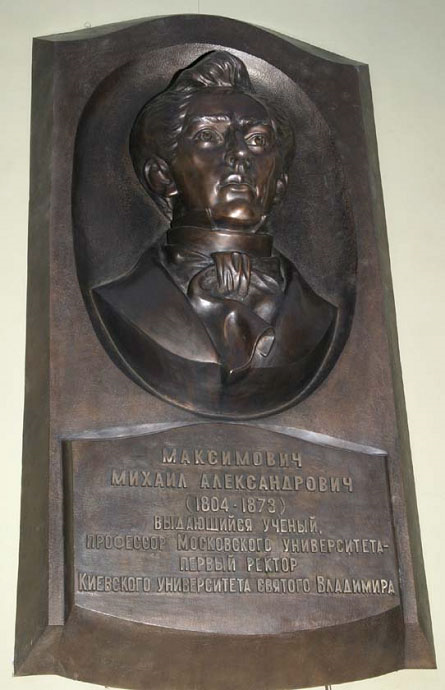 МАКСИМОВИЧ
МИХАИЛ АЛЕКСАНДРОВИЧ
(1804-1873)
ВЫДАЮЩИЙСЯ УЧЕНЫЙ,
ПРОФЕССОР МОСКОВСКОГО УНИВЕРСИТЕТА-
ПЕРВЫЙ РЕКТОР
КИЕВСКОГО УНИВЕРСИТЕТА СВЯТОГО ВЛАДИМИРА